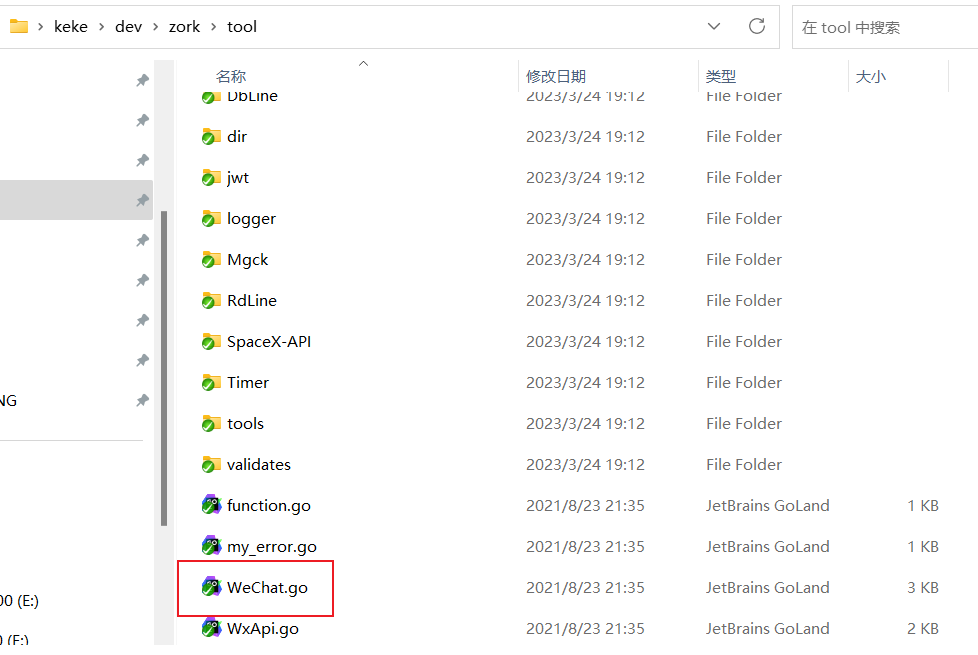 keke > dev > zork > tool
在 tool 中搜索
名称 修改日期 类型 大小
DbLine 2023/3/24 19:12 File Folder
dir 2023/3/24 19:12 File Folder
jwt 2023/3/24 19:12 File Folder
logger 2023/3/24 19:12 File Folder
Mgck 2023/3/24 19:12 File Folder
RdLine 2023/3/24 19:12 File Folder
SpaceX-API 2023/3/24 19:12 File Folder
Timer 2023/3/24 19:12 File Folder
NG
tools 2023/3/24 19:12 File Folder
validates 2023/3/24 19:12 File Folder
function.go 2021/8/23 21:35 JetBrains GoLand 1 KB
my_error.go 2021/8/23 21:35 JetBrains GoLand 1 KB
WeChat.go 2021/8/23 21:35 JetBrains GoLand 3 KB
00 (E:)
WxApi.go 2021/8/23 21:35 JetBrains GoLand 2 KB